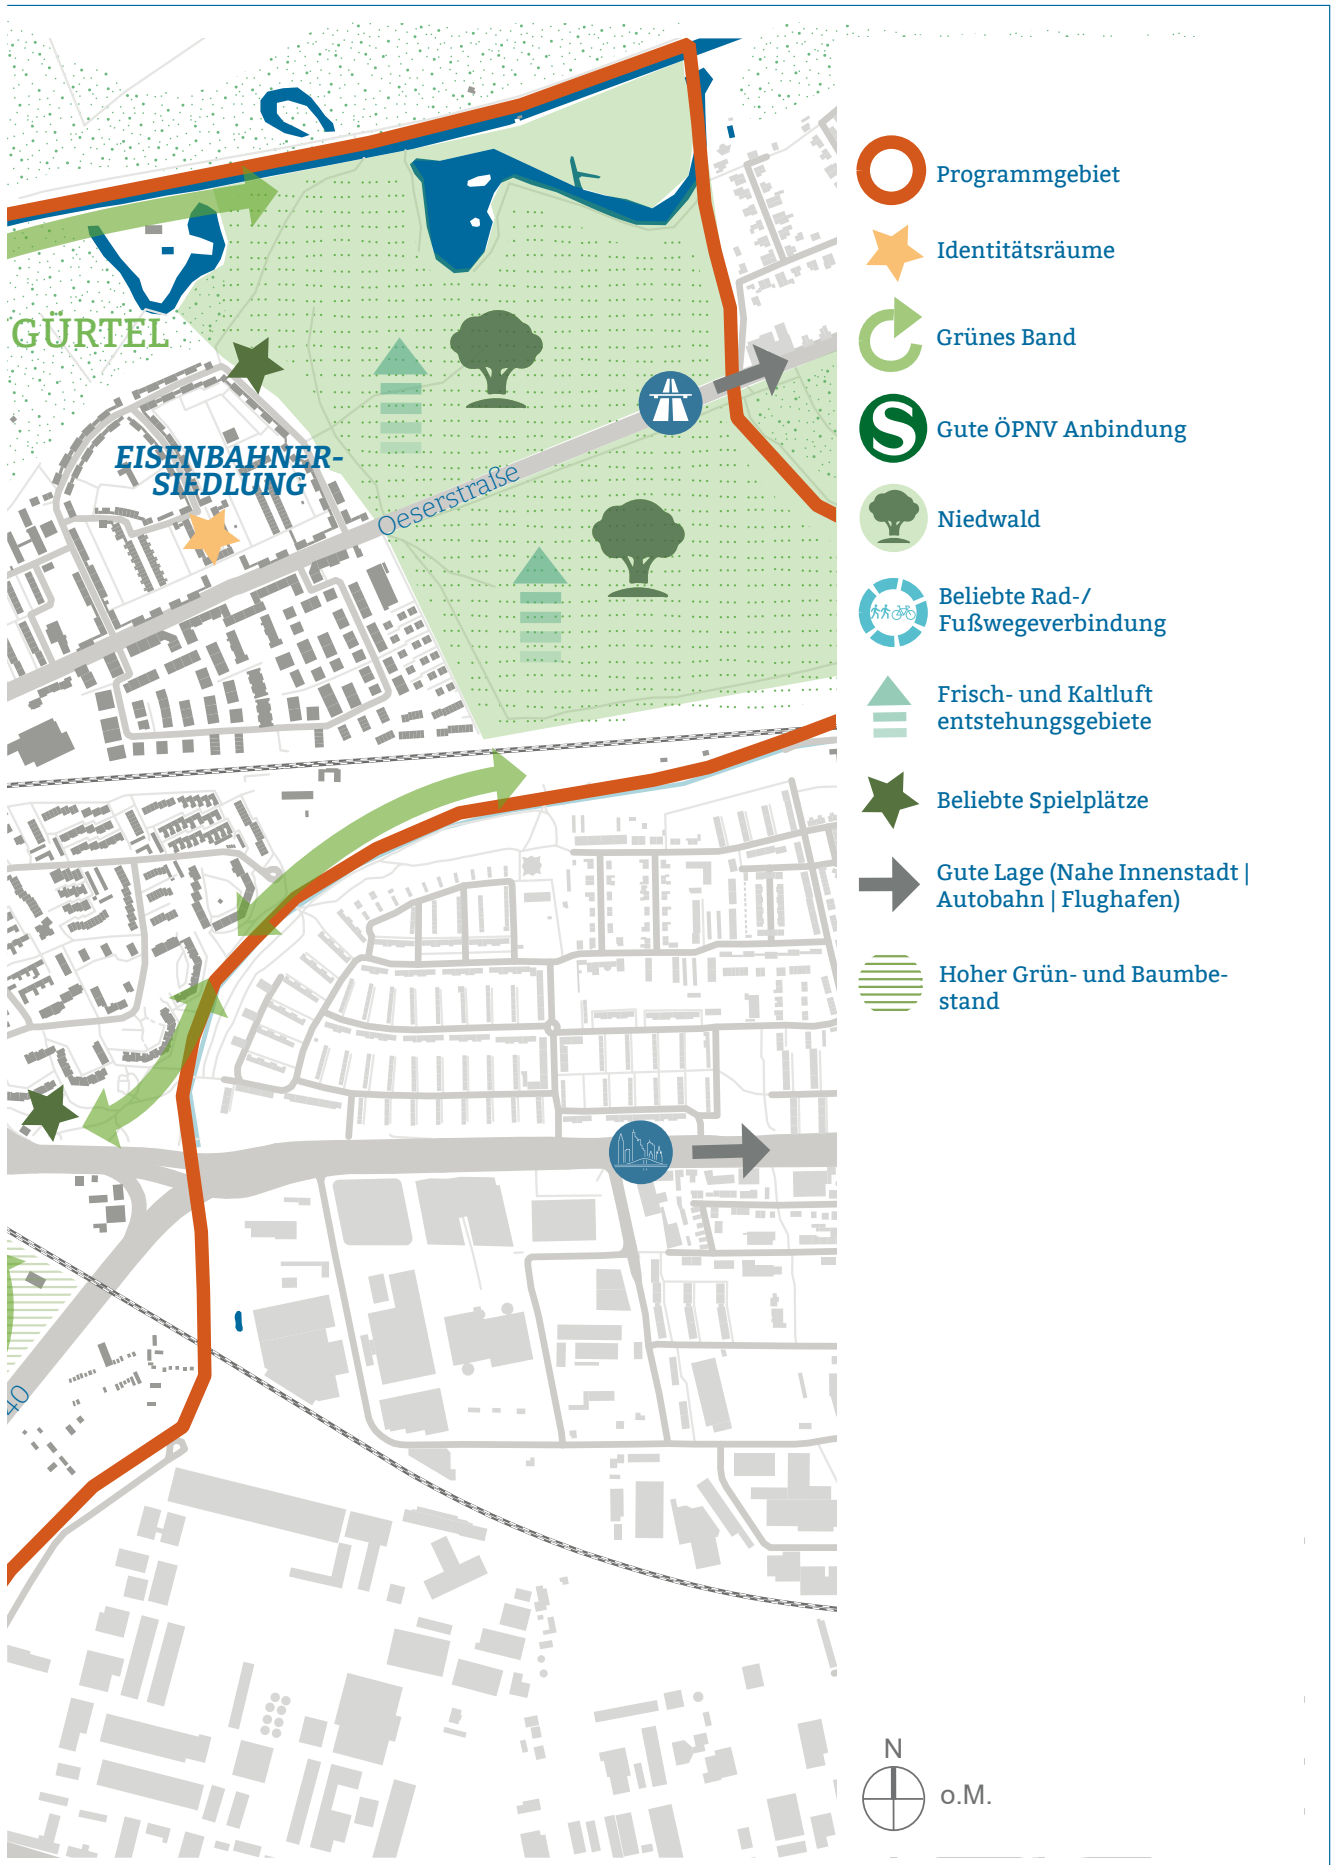 GÜRTEL
EISENBAHNER-
SIEDLUNG
Oeserstraße
40
Programmgebiet
Identitätsräume
Grünes Band
S
Gute ÖPNV Anbindung
Niedwald
Beliebte Rad-/
Fußwegeverbindung
Frisch- und Kaltluft
entstehungsgebiete
Beliebte Spielplätze
Gute Lage (Nahe Innenstadt |
Autobahn | Flughafen)
Hoher Grün- und Baumbe-
stand
N
o.M.